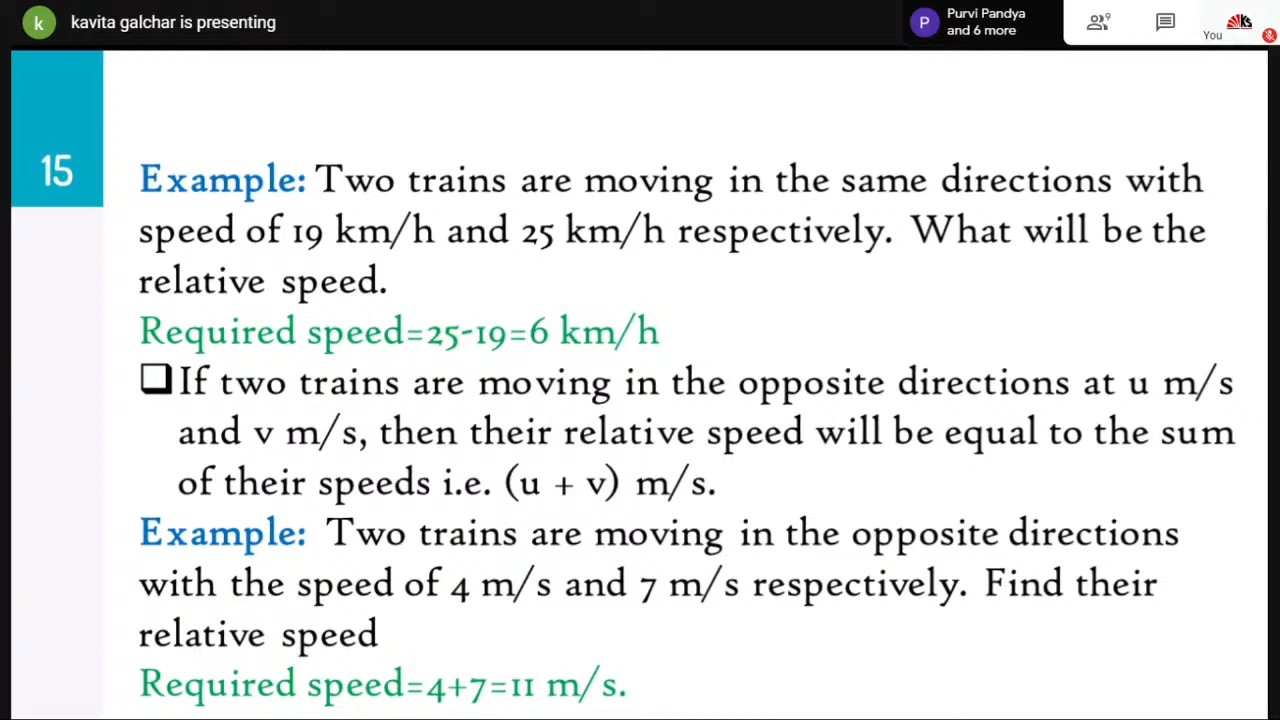 k kavita galchar is presenting
P Purvi Pandya
and 6 more
9
You
15
Example: Two trains are moving in the same directions with
speed of 19 km/h and 25 km/h respectively. What will be the
relative speed.
Required speed=25-19=6 km/h
If two trains are moving in the opposite directions at u m/s
and v m/s, then their relative speed will be equal to the sum
of their speeds i.e. (u + v) m/s.
Example: Two trains are moving in the opposite directions
with the speed of 4 m/s and 7 m/s respectively. Find their
relative speed
Required speed=4+7=11 m/s.